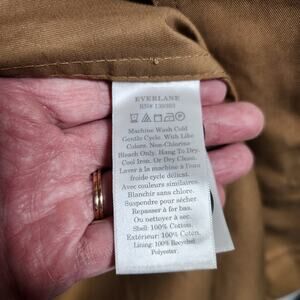 EVERLANE
RN# 139393
Machine Wash Cold
Gentle Cycle. With Like
Colors. Non-Chlorine
Bleach Only. Hang To Dry.
Cool Iron. Or Dry Clean.
Laver à la machine à l'eau
froide cycle délicat.
Avec couleurs similaires.
Blanchir sans chlore.
Suspendre pour sécher.
Repasser à fer bas.
Ou nettoyer à sec.
Shell: 100% Cotton.
Extérieur: 100% Coton.
Lining: 100% Recycled
Polyester.